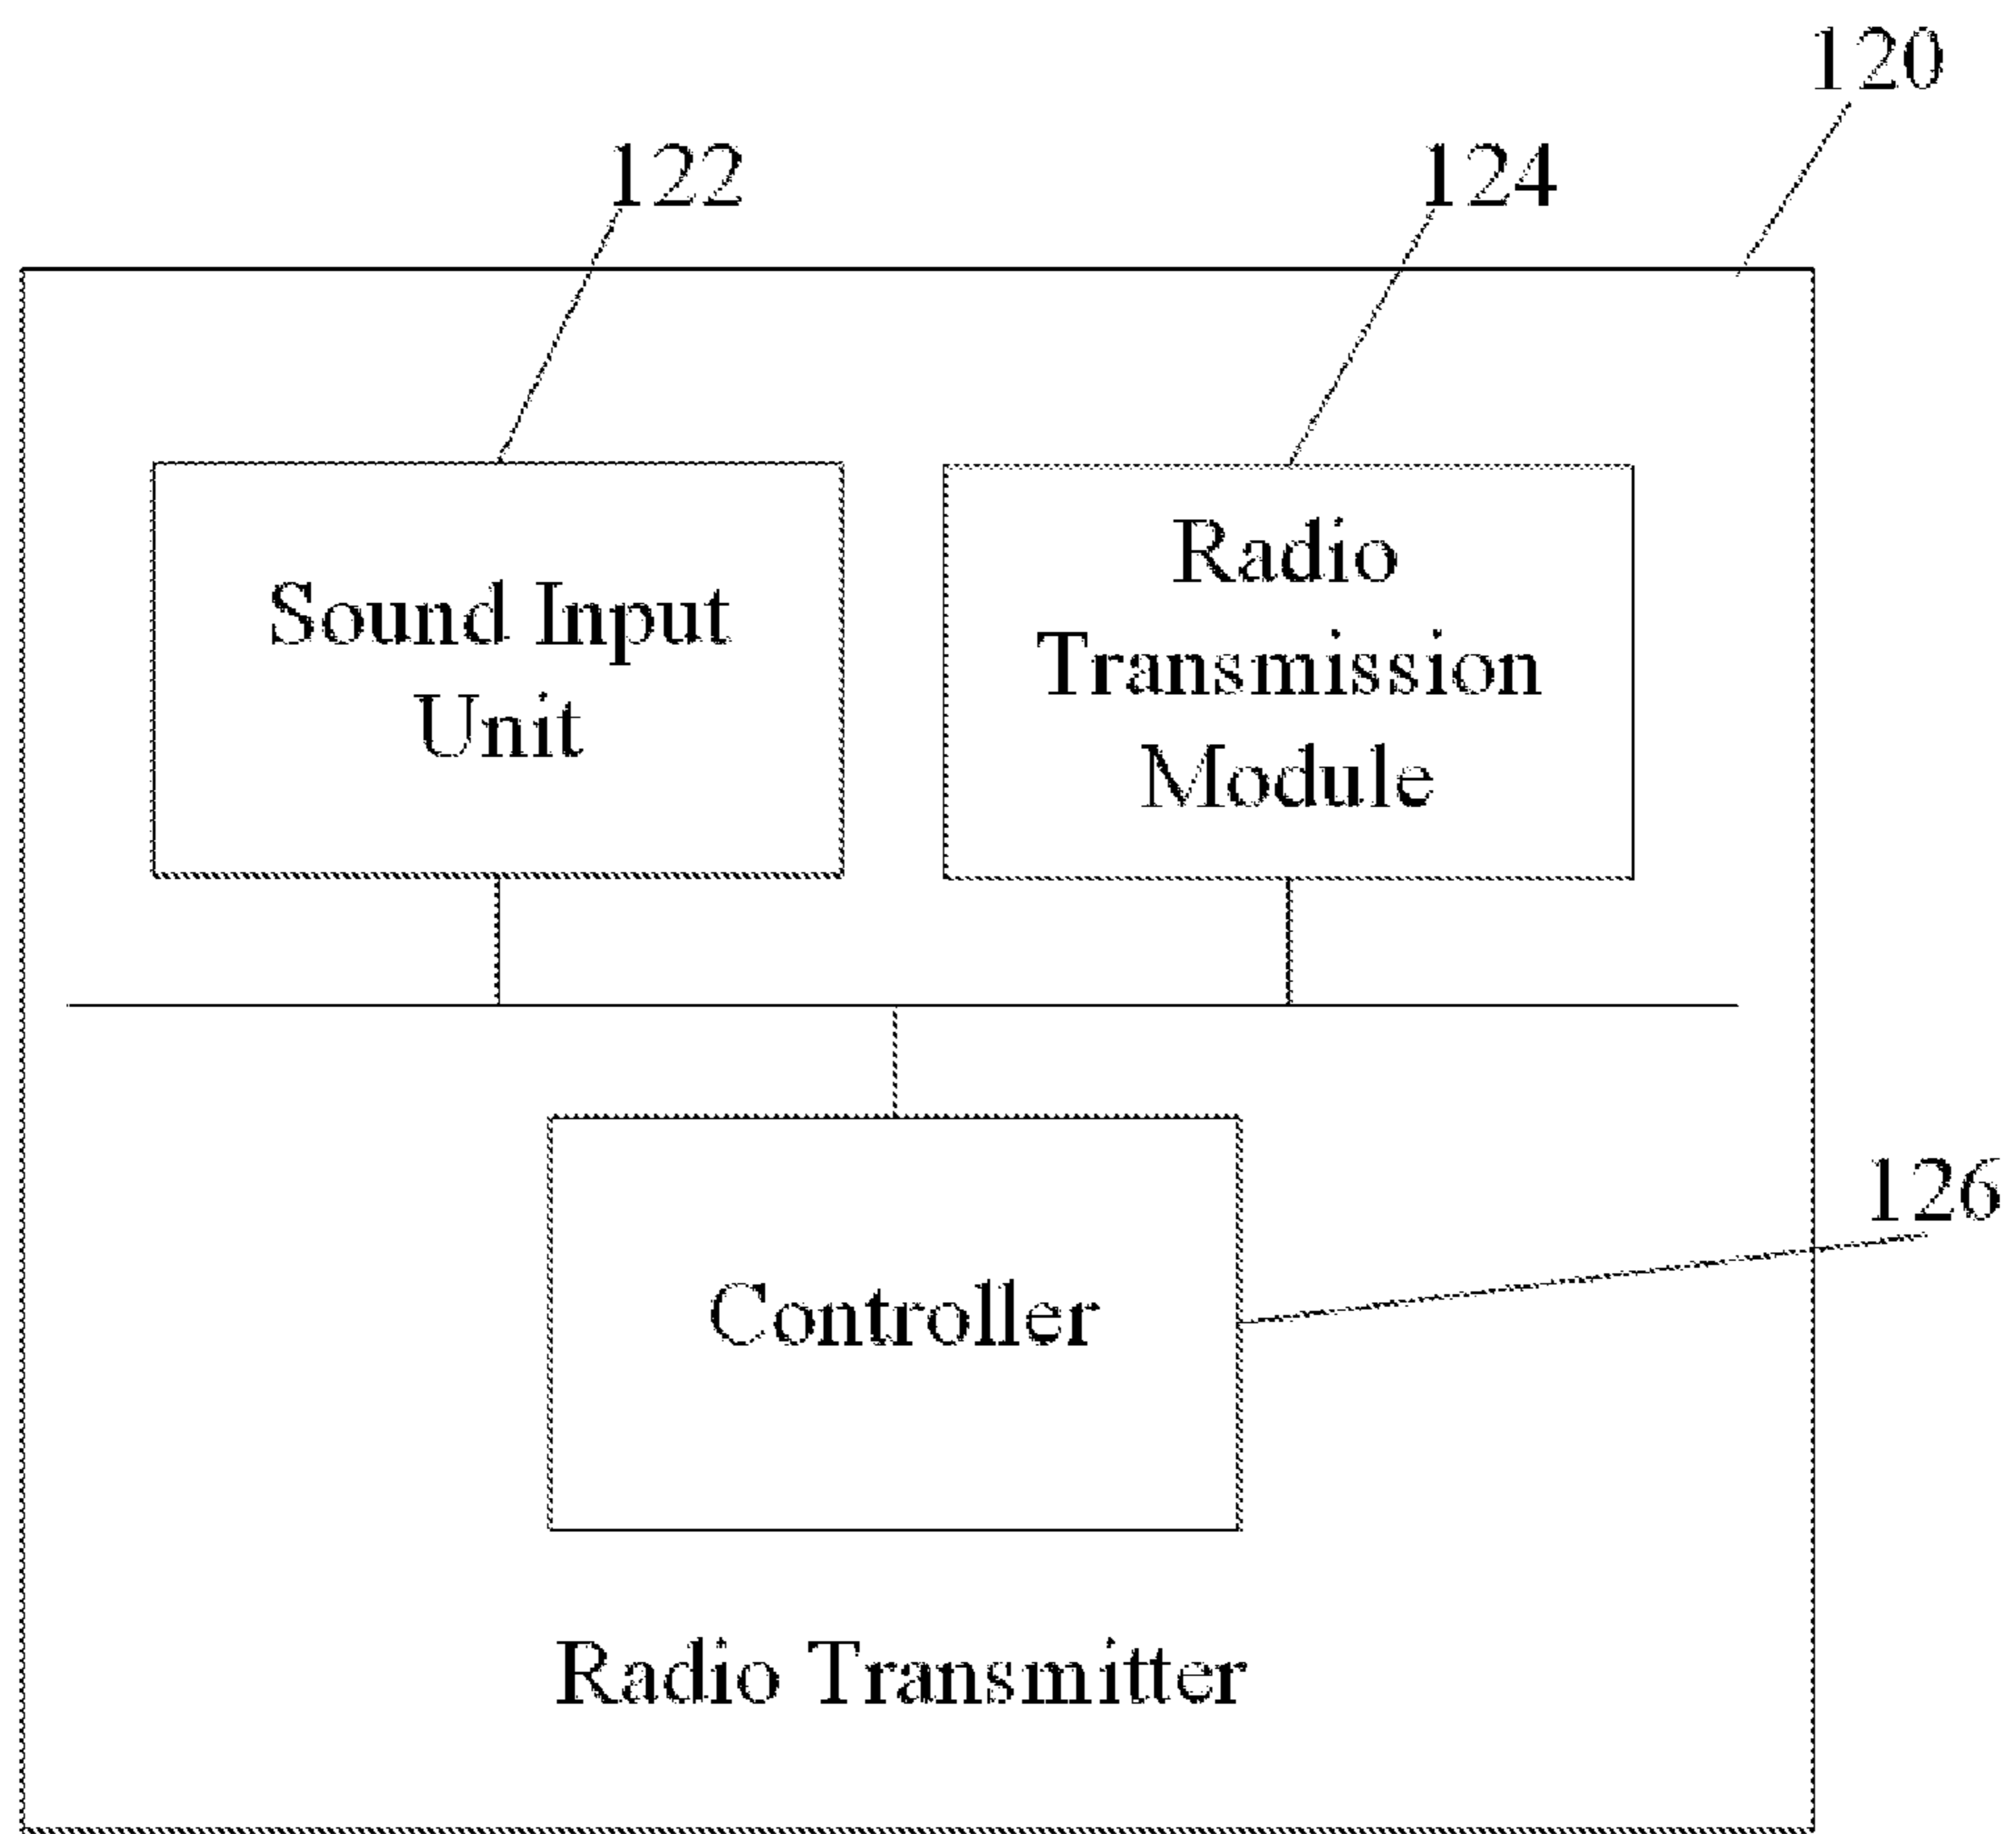 120
122
124
Sound Input
Unit
Radio
Transmission
Module
126
Controller
Radio Transmitter